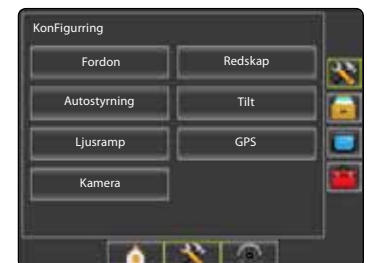 KonFigurring
Fordon
Redskap
Autostyrning
Tilt
Ljusramp
GPS
Kamera